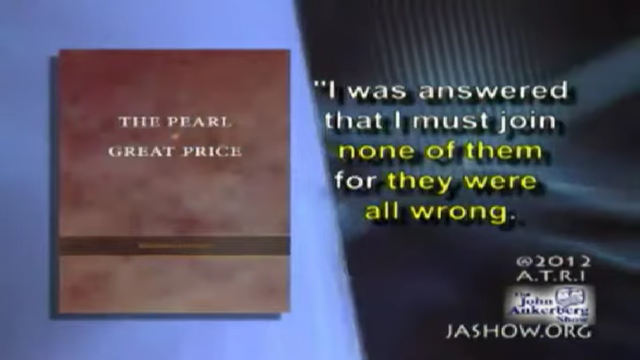 THE PEARL
of
GREAT PRICE
"I was answered
that I must join
none of them
for they were
all wrong.
@2012
A.T.R.I
The
John
Ankerberg
Show
JASHOW.ORG